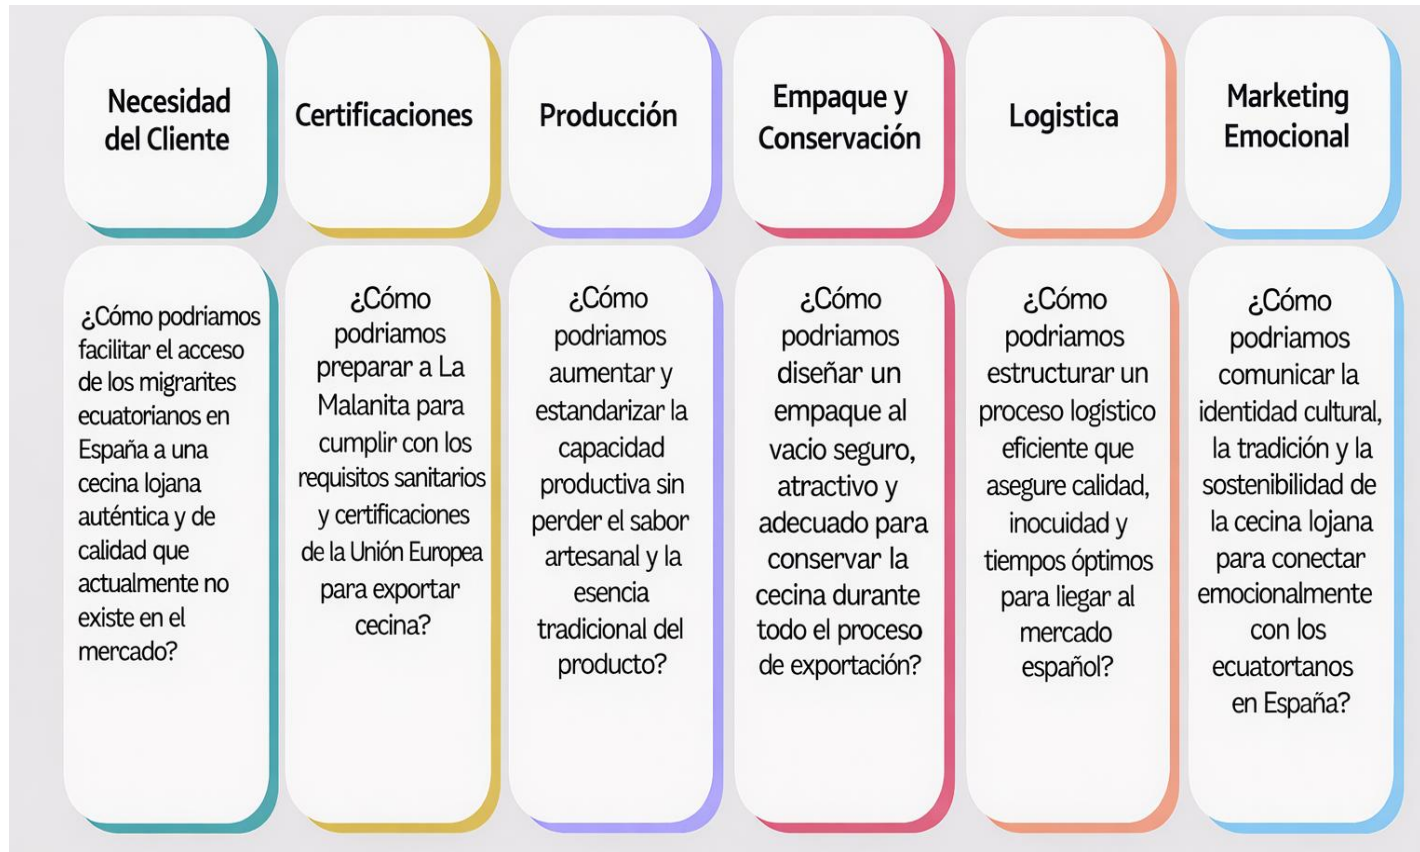 Necesidad
del Cliente
¿Cómo podriamos
facilitar el acceso
de los migrantes
ecuatorianos en
España a una
cecina lojana
auténtica y de
calidad que
actualmente no
existe en el
mercado?
Certificaciones
¿Cómo
podriamos
preparar a La
Malanita para
cumplir con los
requisitos sanitarios
y certificaciones
de la Unión Europea
para exportar
cecina?
Producción
¿Cómo
podriamos
aumentar y
estandarizar la
capacidad
productiva sin
perder el sabor
artesanal y la
esencia
tradicional del
producto?
Empaque y
Conservación
¿Cómo
podriamos
diseñar un
empaque al
vacio seguro,
atractivo y
adecuado para
conservar la
cecina durante
todo el proceso
de exportación?
Logistica
¿Cómo
podriamos
estructurar un
proceso logistico
eficiente que
asegure calidad,
inocuidad y
tiempos óptimos
para liegar al
mercado
español?
Marketing
Emocional
¿Cómo
podriamos
comunicar la
identidad cultural,
la tradición y la
sostenibilidad de
la cecina lojana
para conectar
emocionalmente
con los
ecuatortanos
en España?